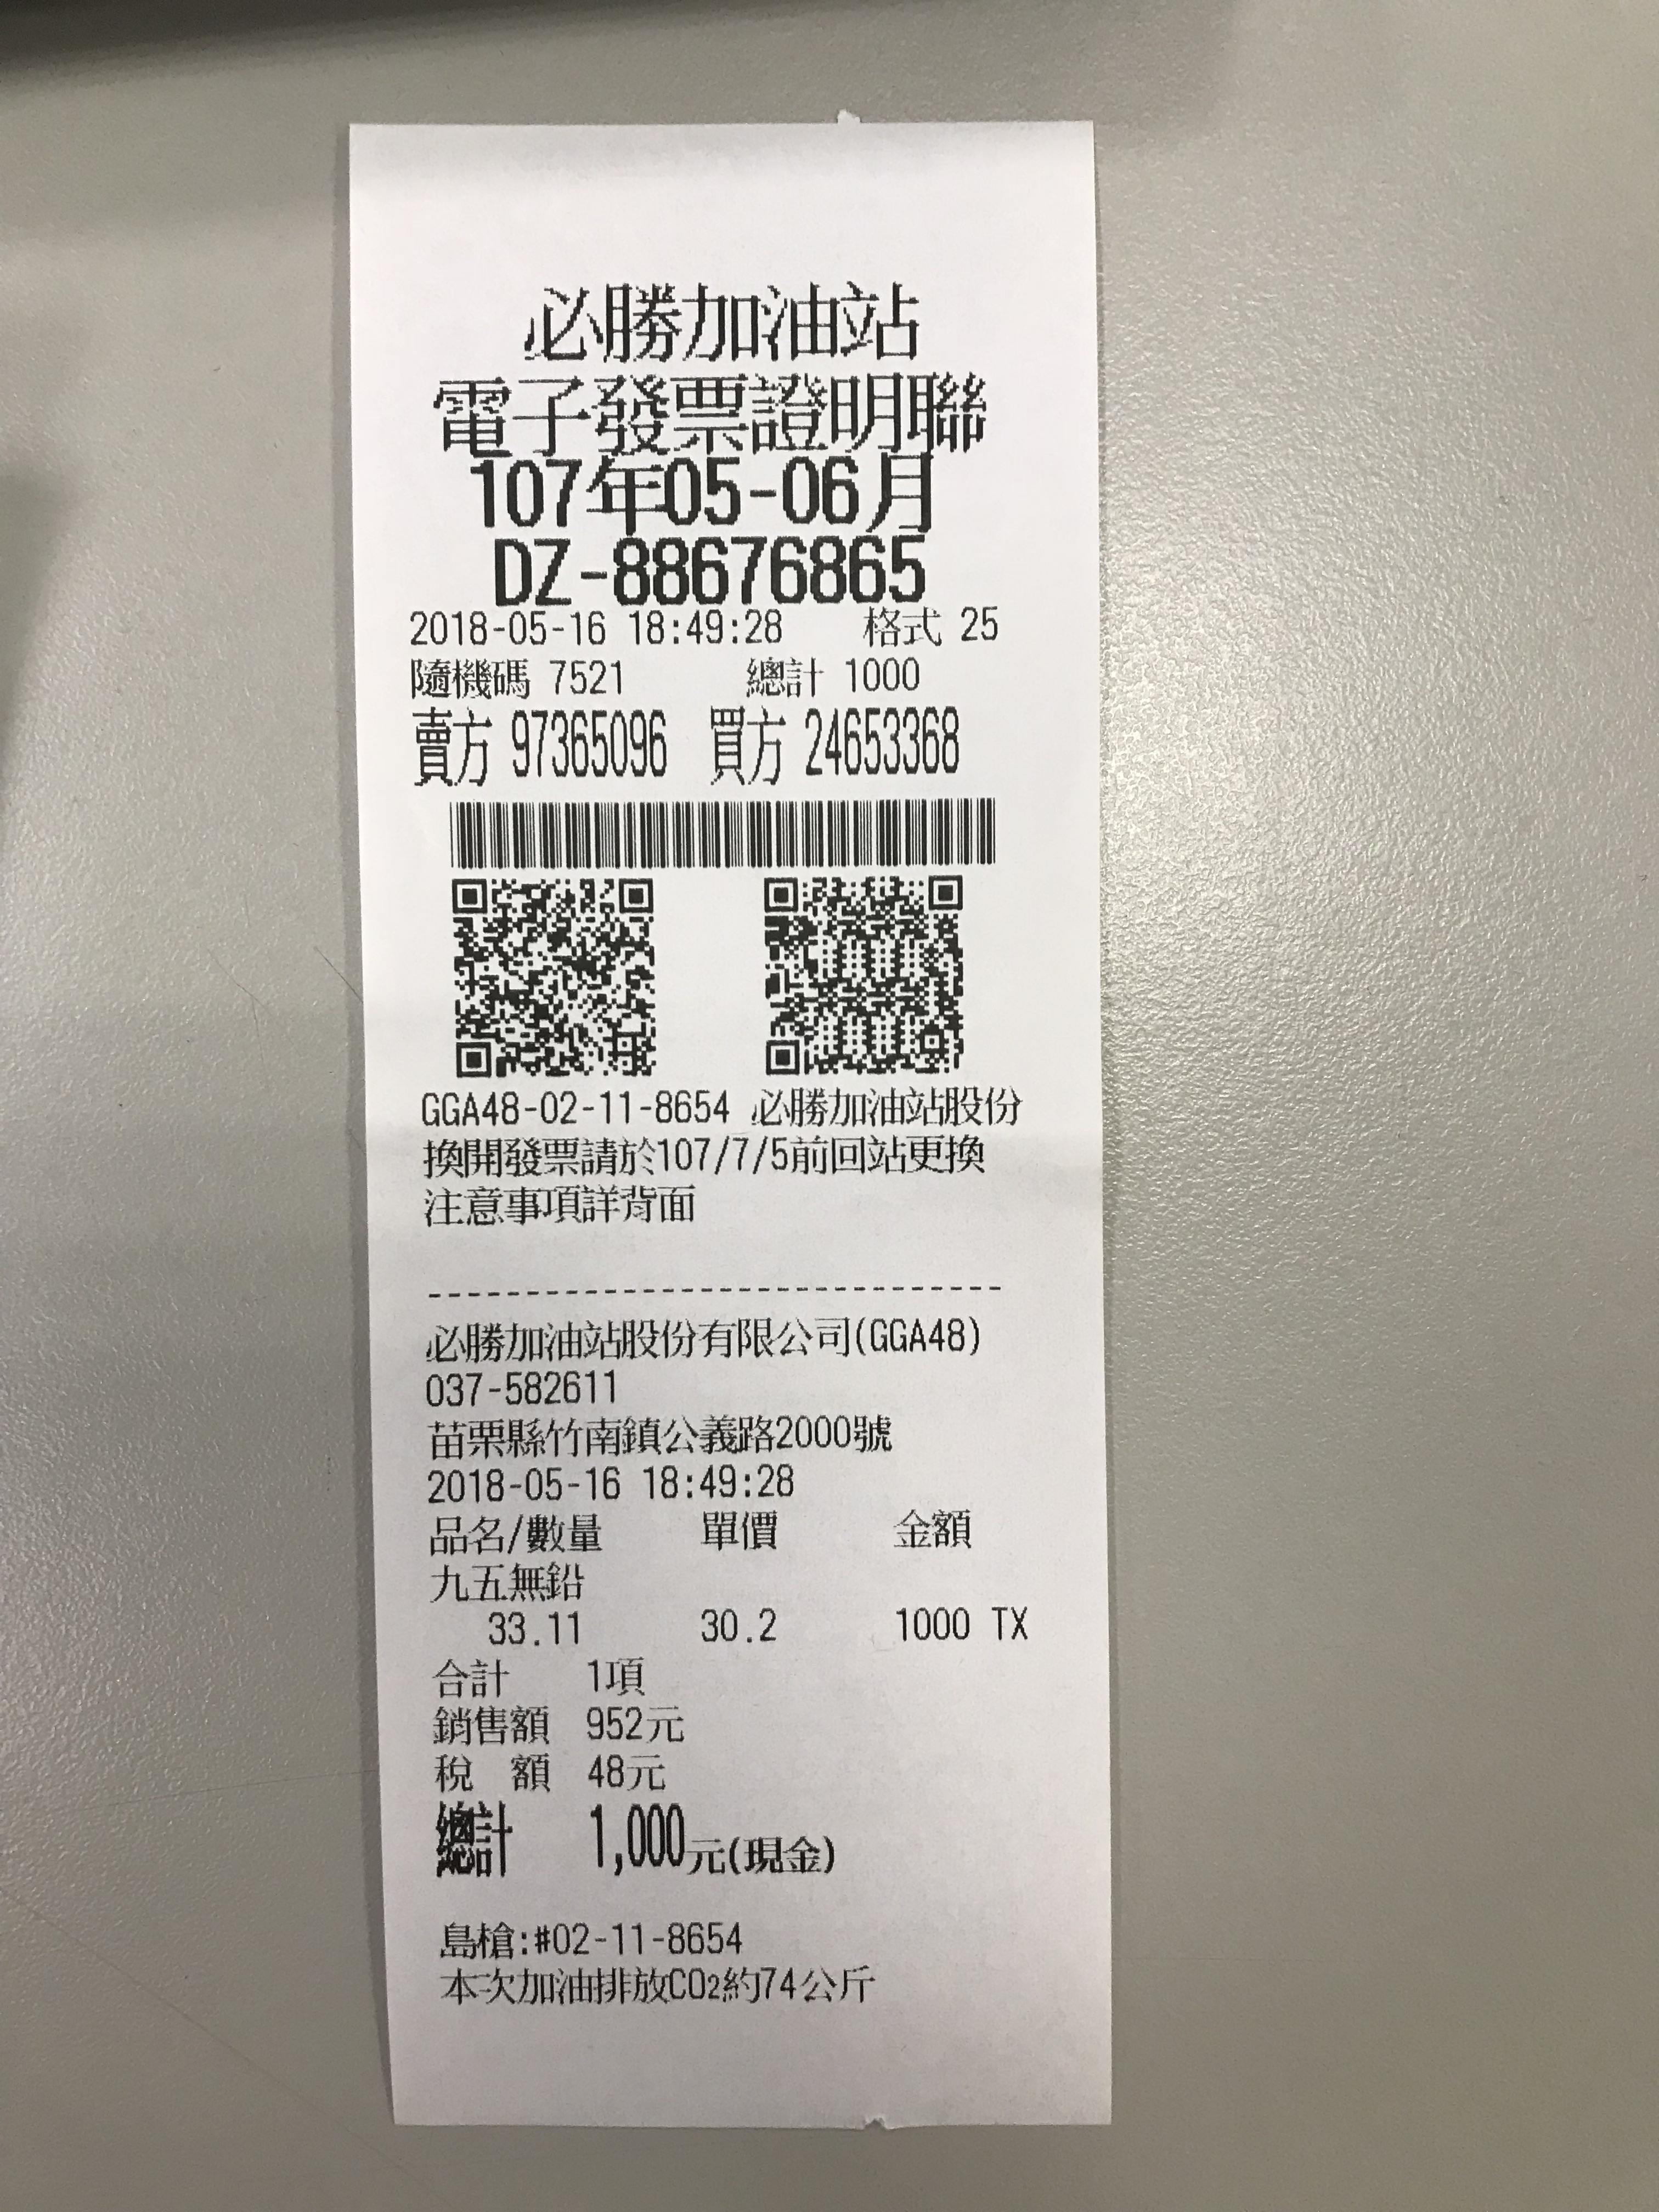 必勝加油站
電子發票證明聯
107年05-06月
DZ-88676865
2018-05-16 18:49:28 格式 25
隨機碼 7521 總計 1000
賣方 97365096 買方 24653368
GGA48-02-11-8654 必勝加油站股份
換開發票請於107/7/5前回站更換
注意事項詳背面
------------------------------
必勝加油站股份有限公司(GGA48)
037-582611
苗栗縣竹南鎮公義路2000號
2018-05-16 18:49:28
品名/數量 單價 金額
九五無鉛
33.11 30.2 1000 TX
合計 1項
銷售額 952元
稅 額 48元
總計 1,000元(現金)
島槍:#02-11-8654
本次加油排放CO2約74公斤